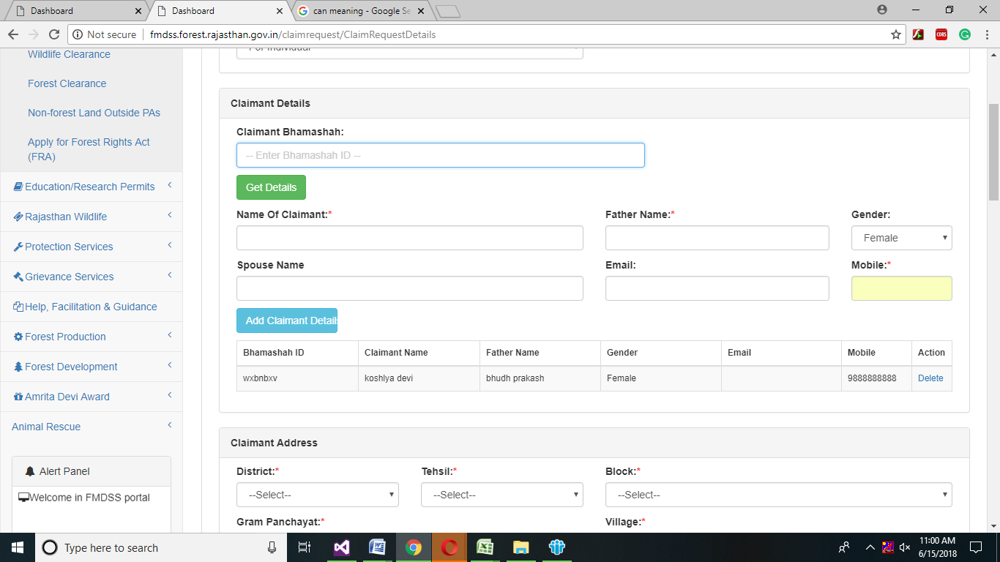 Dashboard
Dashboard
can meaning - Google Se
Not secure
fmdss.forest.rajasthan.gov.in/claimrequest/ClaimRequestDetails
CORS
Wildlife Clearance
Forest Clearance
Non-forest Land Outside PAs
Apply for Forest Rights Act
(FRA)
Education/Research Permits
Rajasthan Wildlife
Protection Services
Grievance Services
Help, Facilitation & Guidance
Forest Production
Forest Development
Amrita Devi Award
Animal Rescue
Alert Panel
Welcome in FMDSS portal
For Individual
Claimant Details
Claimant Bhamashah:
-- Enter Bhamashah ID --
Get Details
Name Of Claimant:* Father Name:* Gender:
Female
Spouse Name Email: Mobile:*
Add Claimant Details
Bhamashah ID Claimant Name Father Name Gender Email Mobile Action
wxbnbxv koshlya devi bhudh prakash Female 9888888888 Delete
Claimant Address
District:* Tehsil:* Block:*
--Select-- --Select-- --Select--
Gram Panchayat:* Village:*
Type here to search
11:00 AM
6/15/2018